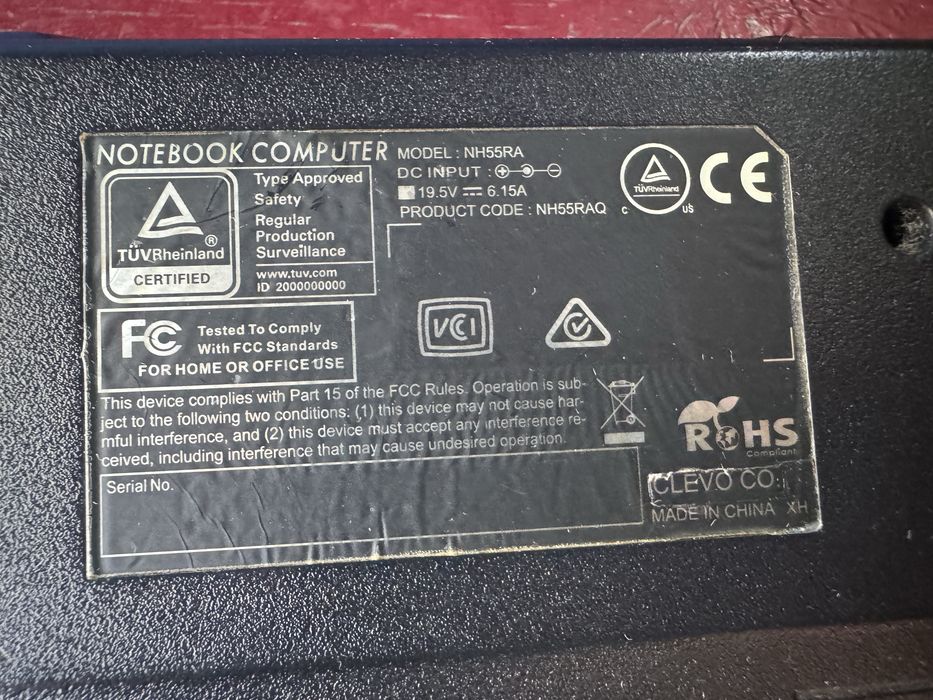 NOTEBOOK COMPUTER
MODEL : NH55RA
DC INPUT :
19.5V 6.15A
PRODUCT CODE : NH55RAQ
TÜVRheinland
C US
CE
TÜVRheinland
®
CERTIFIED
Type Approved
Safety
Regular
Production
Surveillance
www.tuv.com
ID 2000000000
FC Tested To Comply
With FCC Standards
FOR HOME OR OFFICE USE
VCI
This device complies with Part 15 of the FCC Rules. Operation is sub-
ject to the following two conditions: (1) this device may not cause har-
mful interference, and (2) this device must accept any interference re-
ceived, including interference that may cause undesired operation.
RoHS
Compliant
Serial No.
CLEVO CO.
MADE IN CHINA XH